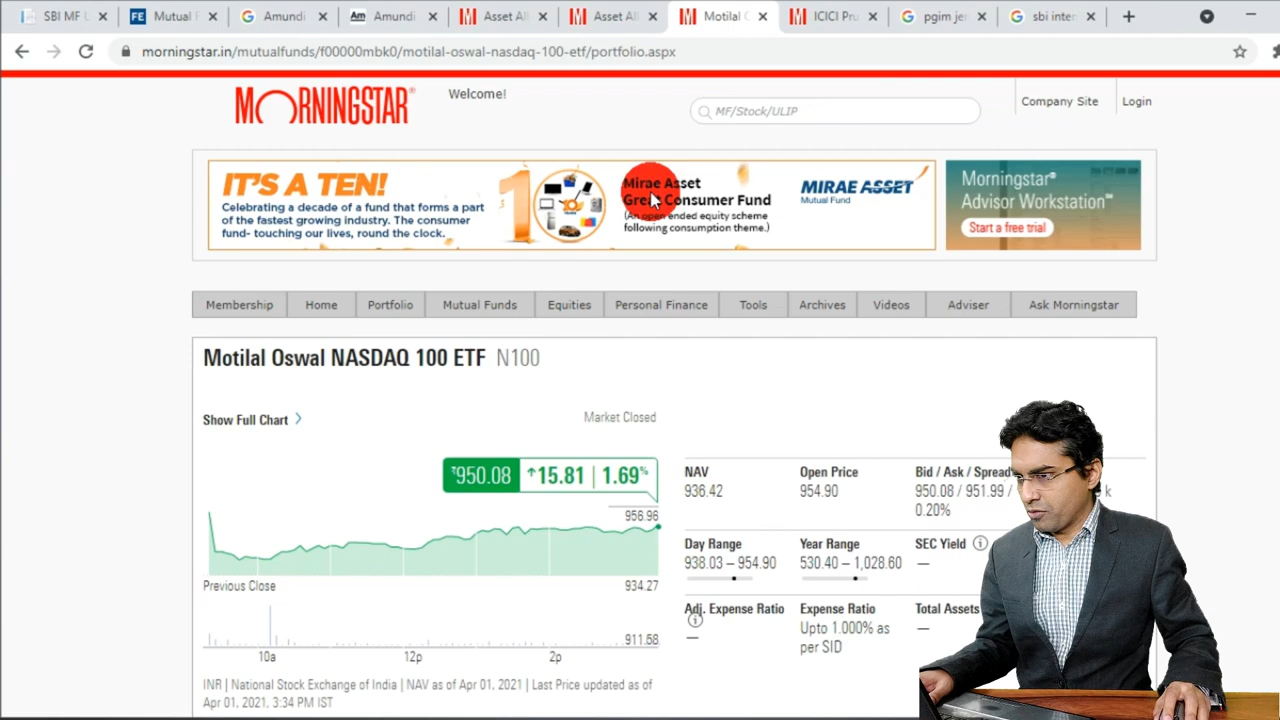 SBI MF U
Mutual F
Amundi
Amundi
Asset All
Asset All
Motilal O
ICICI Pru
pgim jen
sbi inter
morningstar.in/mutualfunds/f00000mbk0/motilal-oswal-nasdaq-100-etf/portfolio.aspx
MORNINGSTAR®
Welcome!
MF/Stock/ULIP
Company Site
Login
IT'S A TEN!
Celebrating a decade of a fund that forms a part
of the fastest growing industry. The consumer
fund- touching our lives, round the clock.
10
Mirae Asset
Great Consumer Fund
(An open ended equity scheme
following consumption theme.)
MIRAE ASSET
Mutual Fund
Morningstar®
Advisor Workstation℠
Start a free trial
Membership
Home
Portfolio
Mutual Funds
Equities
Personal Finance
Tools
Archives
Videos
Adviser
Ask Morningstar
Motilal Oswal NASDAQ 100 ETF N100
Show Full Chart
Market Closed
₹950.08 ↑15.81 | 1.69%
956.96
Previous Close
934.27
911.58
10a
12p
2p
INR | National Stock Exchange of India | NAV as of Apr 01, 2021 | Last Price updated as of
Apr 01, 2021, 3:34 PM IST
NAV
936.42
Open Price
954.90
Bid / Ask / Spread
950.08 / 951.99 /
0.20%
Day Range
938.03 – 954.90
Year Range
530.40 – 1,028.60
SEC Yield
—
Adj. Expense Ratio
—
Expense Ratio
Upto 1.000% as
per SID
Total Assets
—